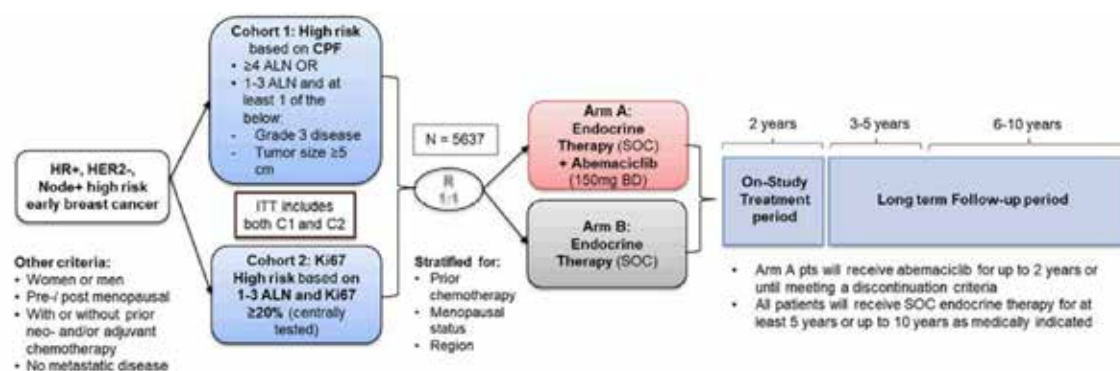 HR+, HER2-,
Node+ high risk
early breast cancer
Other criteria:
• Women or men
• Pre-/ post menopausal
• With or without prior
neo- and/or adjuvant
chemotherapy
• No metastatic disease
Cohort 1: High risk
based on CPF
• ≥4 ALN OR
• 1-3 ALN and at
least 1 of the
below:
- Grade 3 disease
- Tumor size ≥5
cm
ITT includes
both C1 and C2
Cohort 2: Ki67
High risk based on
1-3 ALN and Ki67
≥20% (centrally
tested)
N = 5637
R
1:1
Stratified for:
• Prior
chemotherapy
• Menopausal
status
• Region
Arm A:
Endocrine
Therapy (SOC)
+ Abemaciclib
(150mg BD)
Arm B:
Endocrine
Therapy (SOC)
2 years
3-5 years
6-10 years
On-Study
Treatment
period
Long term Follow-up period
• Arm A pts will receive abemaciclib for up to 2 years or
until meeting a discontinuation criteria
• All patients will receive SOC endocrine therapy for at
least 5 years or up to 10 years as medically indicated